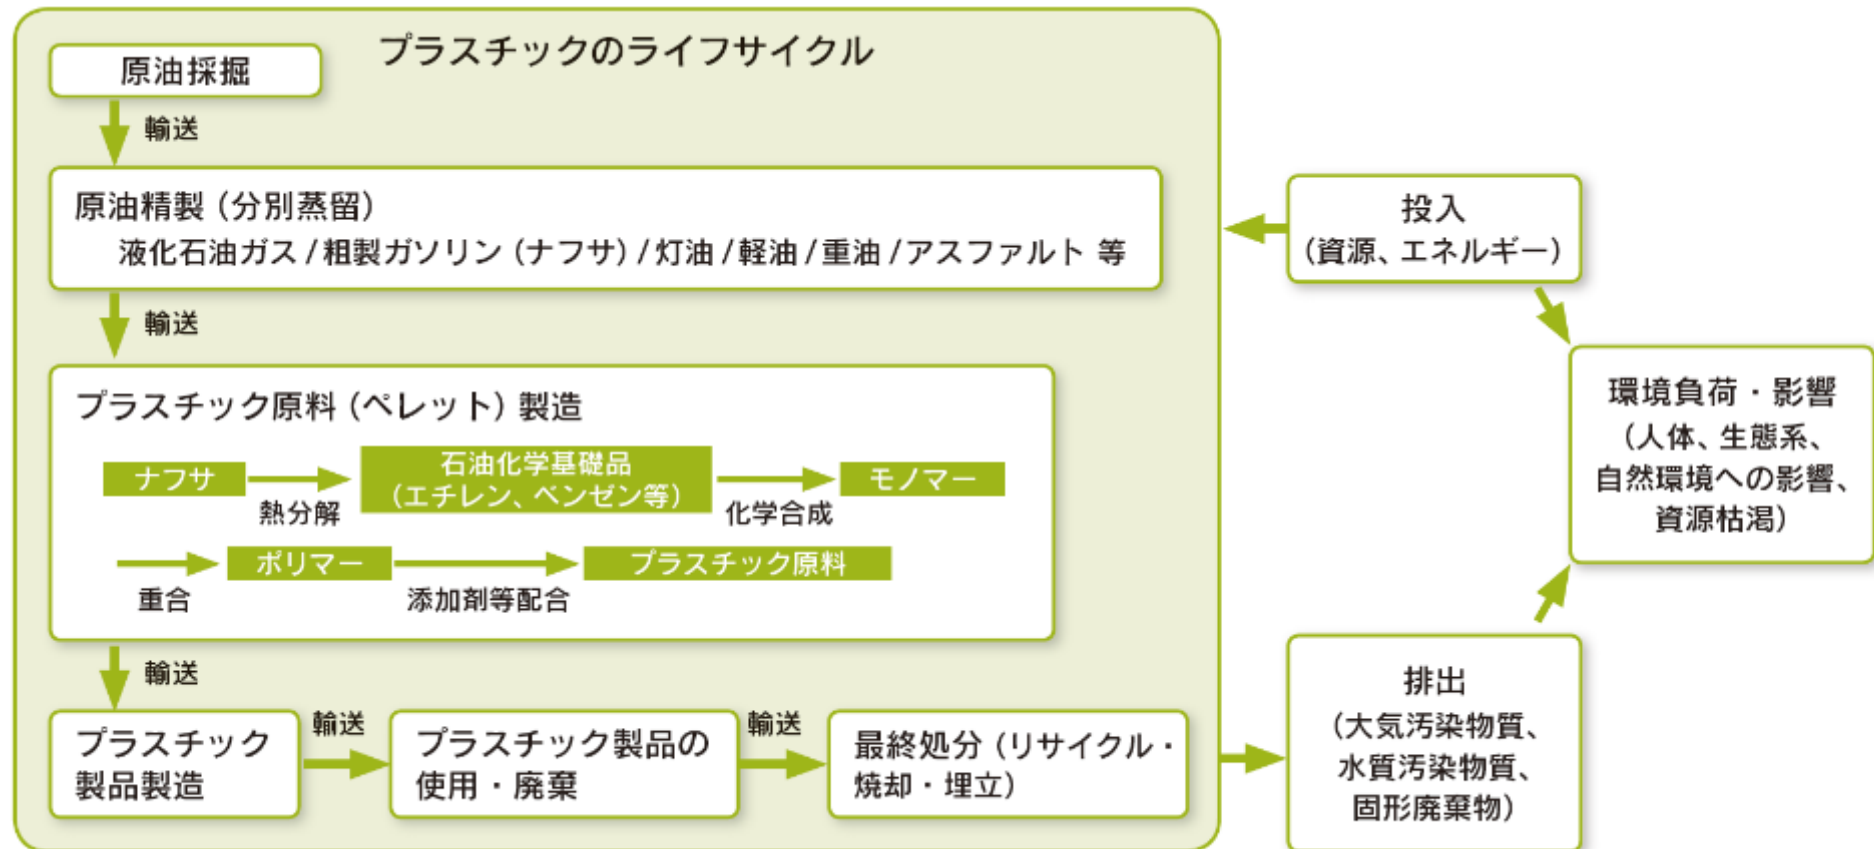 プラスチックのライフサイクル
原油採掘
輸送
原油精製（分別蒸留）
液化石油ガス/粗製ガソリン（ナフサ）/灯油/軽油/重油/アスファルト 等
輸送
プラスチック原料（ペレット）製造
ナフサ
熱分解
石油化学基礎品
（エチレン、ベンゼン等）
化学合成
モノマー
重合
ポリマー
添加剤等配合
プラスチック原料
輸送
プラスチック
製品製造
輸送
プラスチック製品の
使用・廃棄
輸送
最終処分（リサイクル・
焼却・埋立）
投入
（資源、エネルギー）
環境負荷・影響
（人体、生態系、
自然環境への影響、
資源枯渇）
排出
（大気汚染物質、
水質汚染物質、
固形廃棄物）